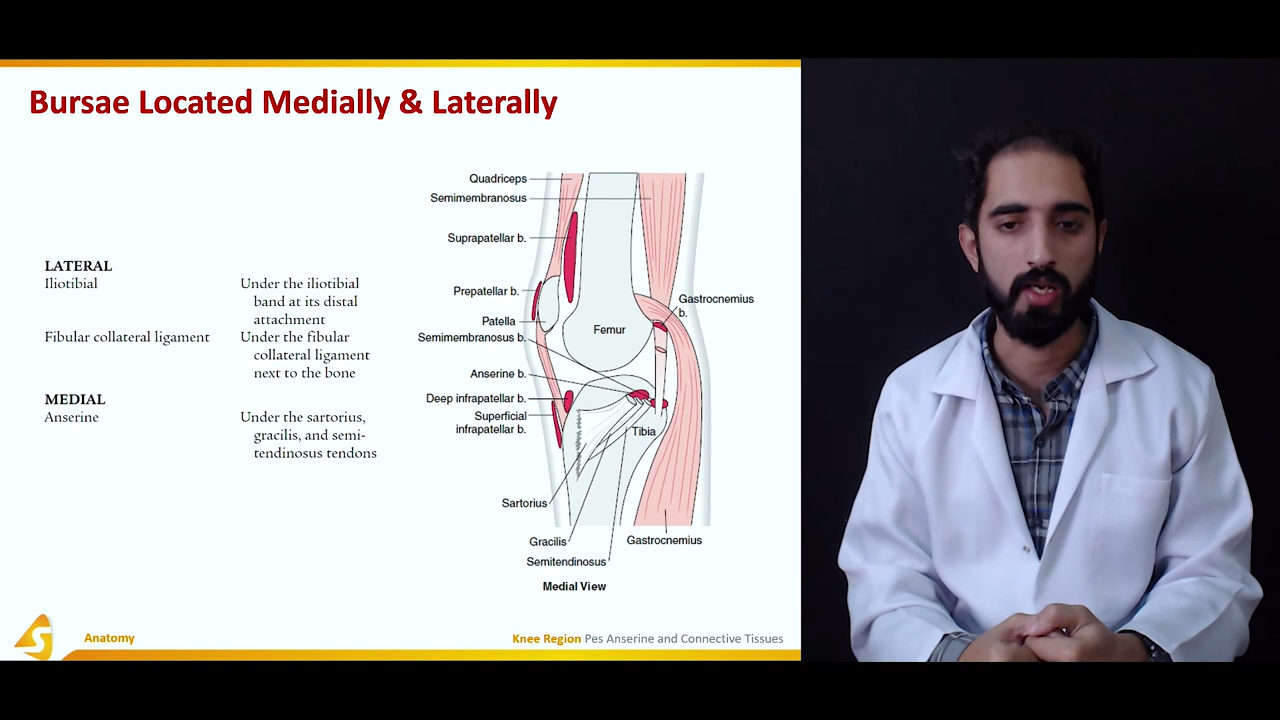 Bursae Located Medially & Laterally
LATERAL
Iliotibial
Under the iliotibial
band at its distal
attachment
Fibular collateral ligament
Under the fibular
collateral ligament
next to the bone
MEDIAL
Anserine
Under the sartorius,
gracilis, and semi-
tendinosus tendons
Quadriceps
Semimembranosus
Suprapatellar b.
Prepatellar b.
Patella
Semimembranosus b.
Anserine b.
Deep infrapatellar b.
Superficial
infrapatellar b.
Gastrocnemius
b.
Femur
Tibia
Sartorius
Gracilis
Semitendinosus
Gastrocnemius
Medial View
S
Anatomy
Knee Region Pes Anserine and Connective Tissues